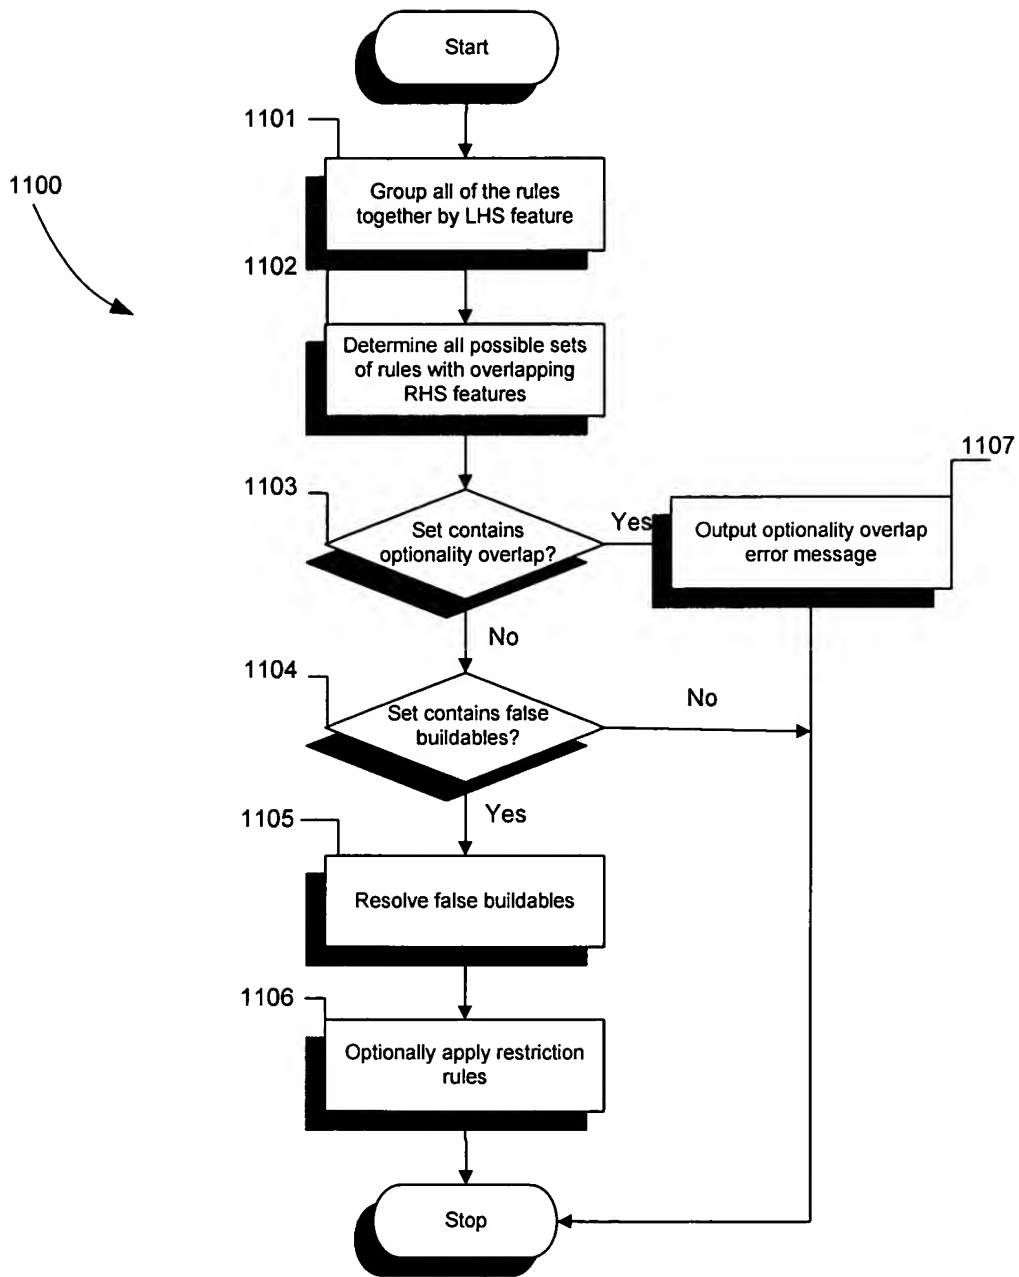 Start
1101
Group all of the rules
together by LHS feature
1100
1102
Determine all possible sets
of rules with overlapping
RHS features
1103
Set contains
optionality overlap?
Yes
1107
Output optionality overlap
error message
No
1104
Set contains false
buildables?
No
Yes
1105
Resolve false buildables
1106
Optionally apply restriction
rules
Stop